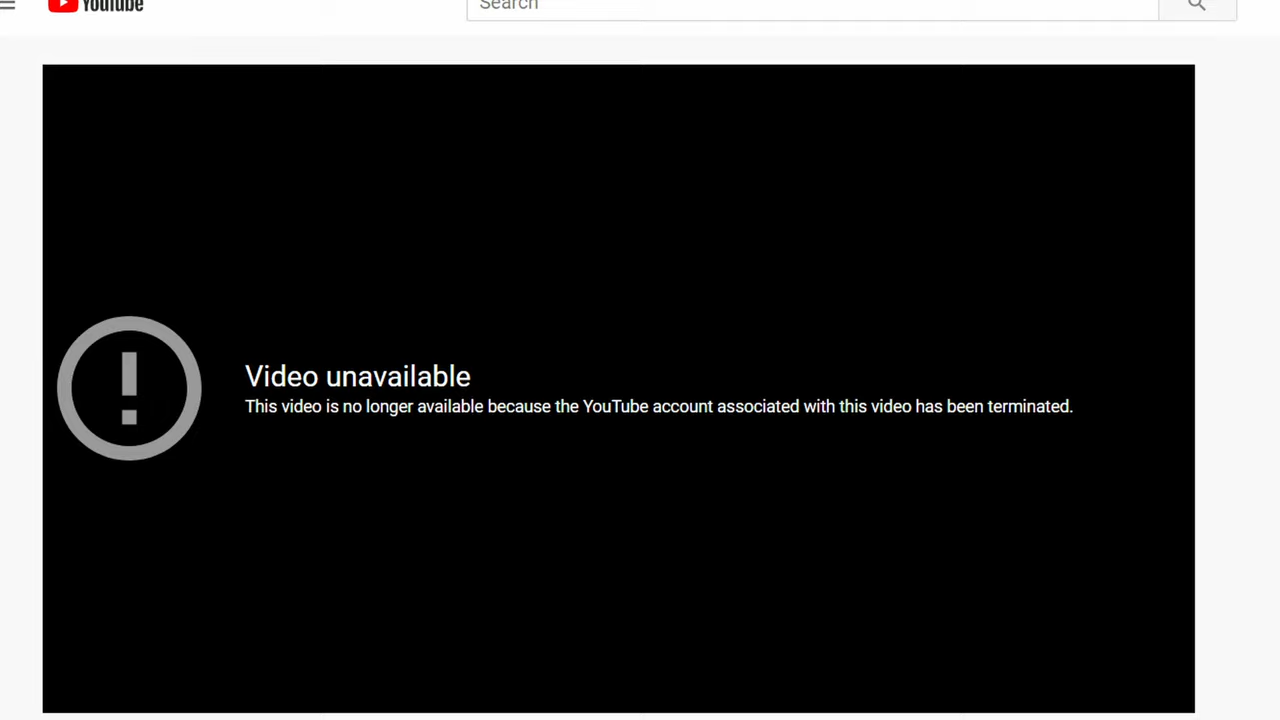 YouTube
Search
Video unavailable
This video is no longer available because the YouTube account associated with this video has been terminated.